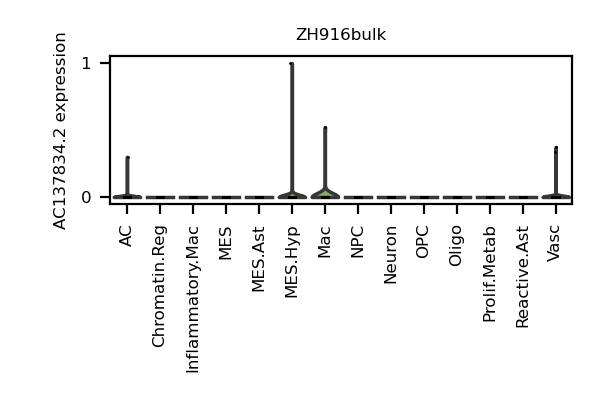 ZH916bulk
AC137834.2 expression
1
0
AC
Chromatin.Reg
Inflammatory.Mac
MES
MES.Ast
MES.Hyp
Mac
NPC
Neuron
OPC
Oligo
Prolif.Metab
Reactive.Ast
Vasc